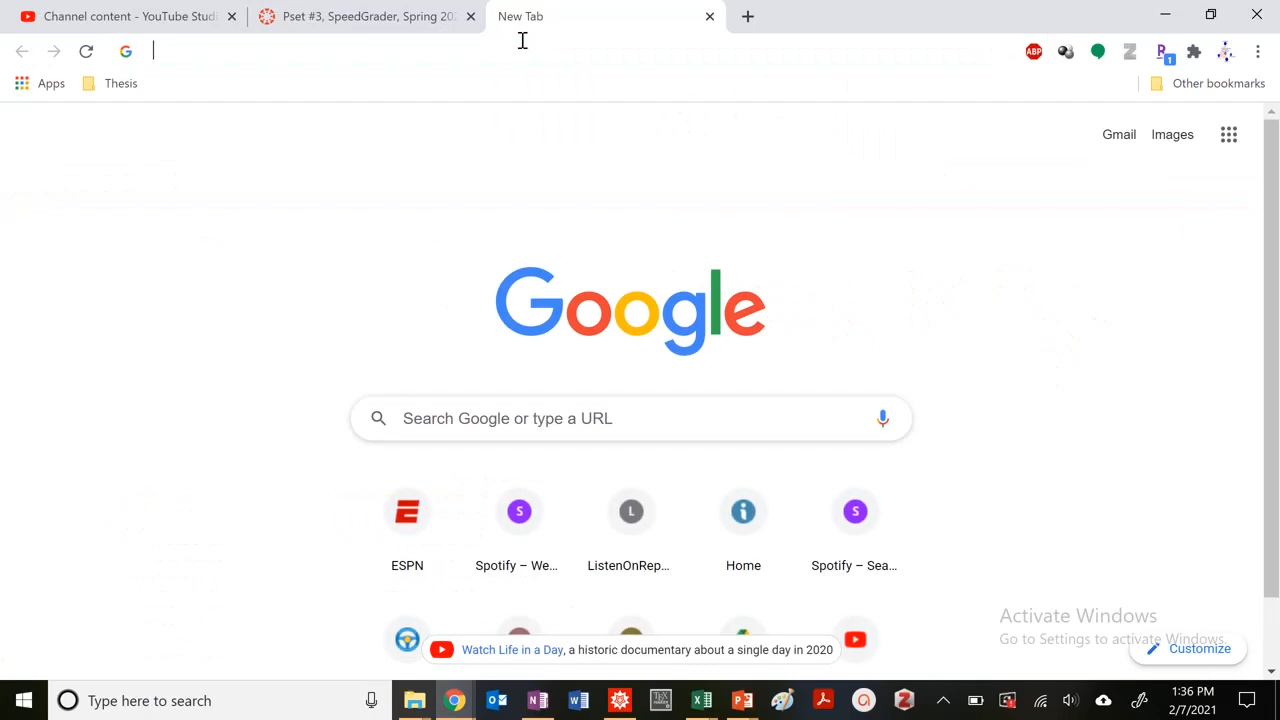 Channel content - YouTube Studi
Pset #3, SpeedGrader, Spring 202
New Tab
ABP
1
Apps
Thesis
Other bookmarks
Gmail
Images
Google
Search Google or type a URL
S
L
S
ESPN
Spotify – We...
ListenOnRep...
Home
Spotify – Sea...
Activate Windows
Go to Settings to activate Windows.
Watch Life in a Day, a historic documentary about a single day in 2020
Customize
Type here to search
1:36 PM
2/7/2021